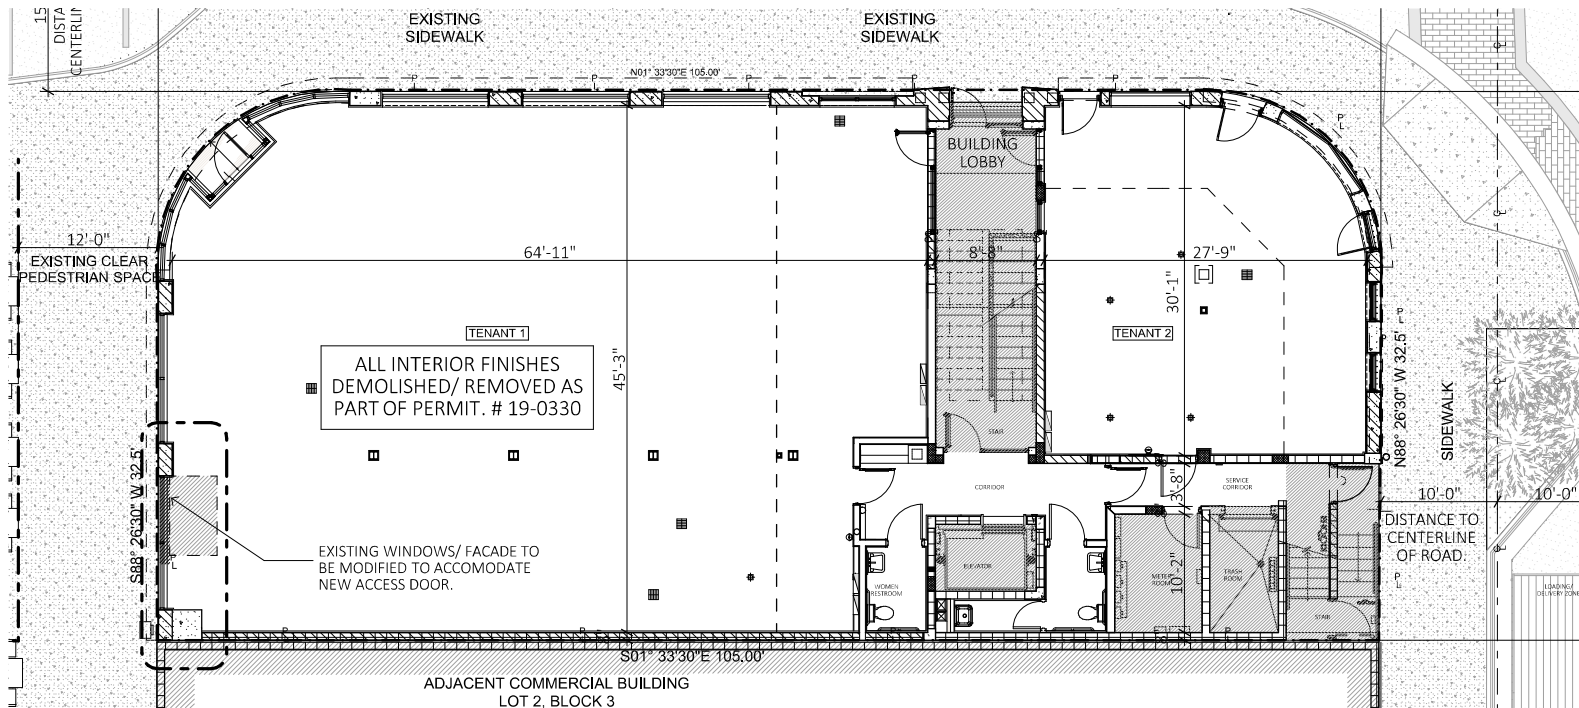 15
DISTA
CENTERLIN
EXISTING
SIDEWALK
EXISTING
SIDEWALK
N01° 33'30"E 105.00'
P
P
P
P
P
P
L
BUILDING
LOBBY
12'-0"
EXISTING CLEAR
PEDESTRIAN SPACE
64'-11"
8'-8"
27'-9"
30'-1"
45'-3"
TENANT 1
TENANT 2
ALL INTERIOR FINISHES
DEMOLISHED/ REMOVED AS
PART OF PERMIT. # 19-0330
P
L
N88° 26'30" W 32.5'
SIDEWALK
STAIR
S88° 26'30" W 32.5'
CORRIDOR
SERVICE
CORRIDOR
3'-8"
10'-0"
10'-0"
DISTANCE TO
CENTERLINE
OF ROAD.
EXISTING WINDOWS/ FACADE TO
BE MODIFIED TO ACCOMODATE
NEW ACCESS DOOR.
P
L
WOMEN
RESTROOM
ELEVATOR
METER
ROOM
10'-2"
TRASH
ROOM
STAIR
P
L
LOADING/
DELIVERY ZONE
P
P
P
S01° 33'30"E 105.00'
ADJACENT COMMERCIAL BUILDING
LOT 2, BLOCK 3